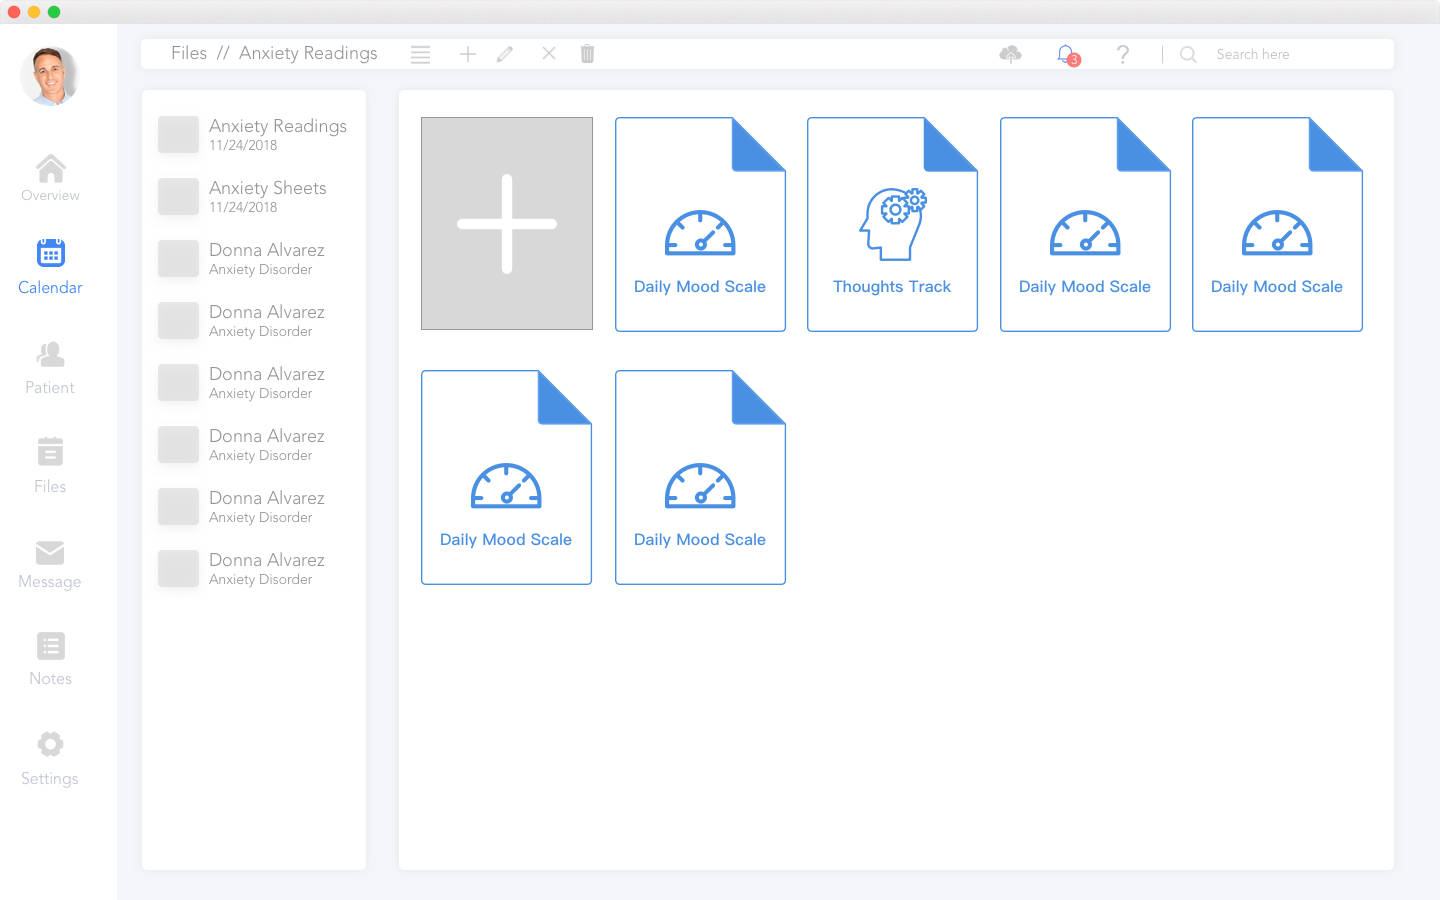 Files // Anxiety Readings
3
Search here
Overview
Calendar
Patient
Files
Message
Notes
Settings
Anxiety Readings
11/24/2018
Anxiety Sheets
11/24/2018
Donna Alvarez
Anxiety Disorder
Donna Alvarez
Anxiety Disorder
Donna Alvarez
Anxiety Disorder
Donna Alvarez
Anxiety Disorder
Donna Alvarez
Anxiety Disorder
Donna Alvarez
Anxiety Disorder
Daily Mood Scale
Thoughts Track
Daily Mood Scale
Daily Mood Scale
Daily Mood Scale
Daily Mood Scale